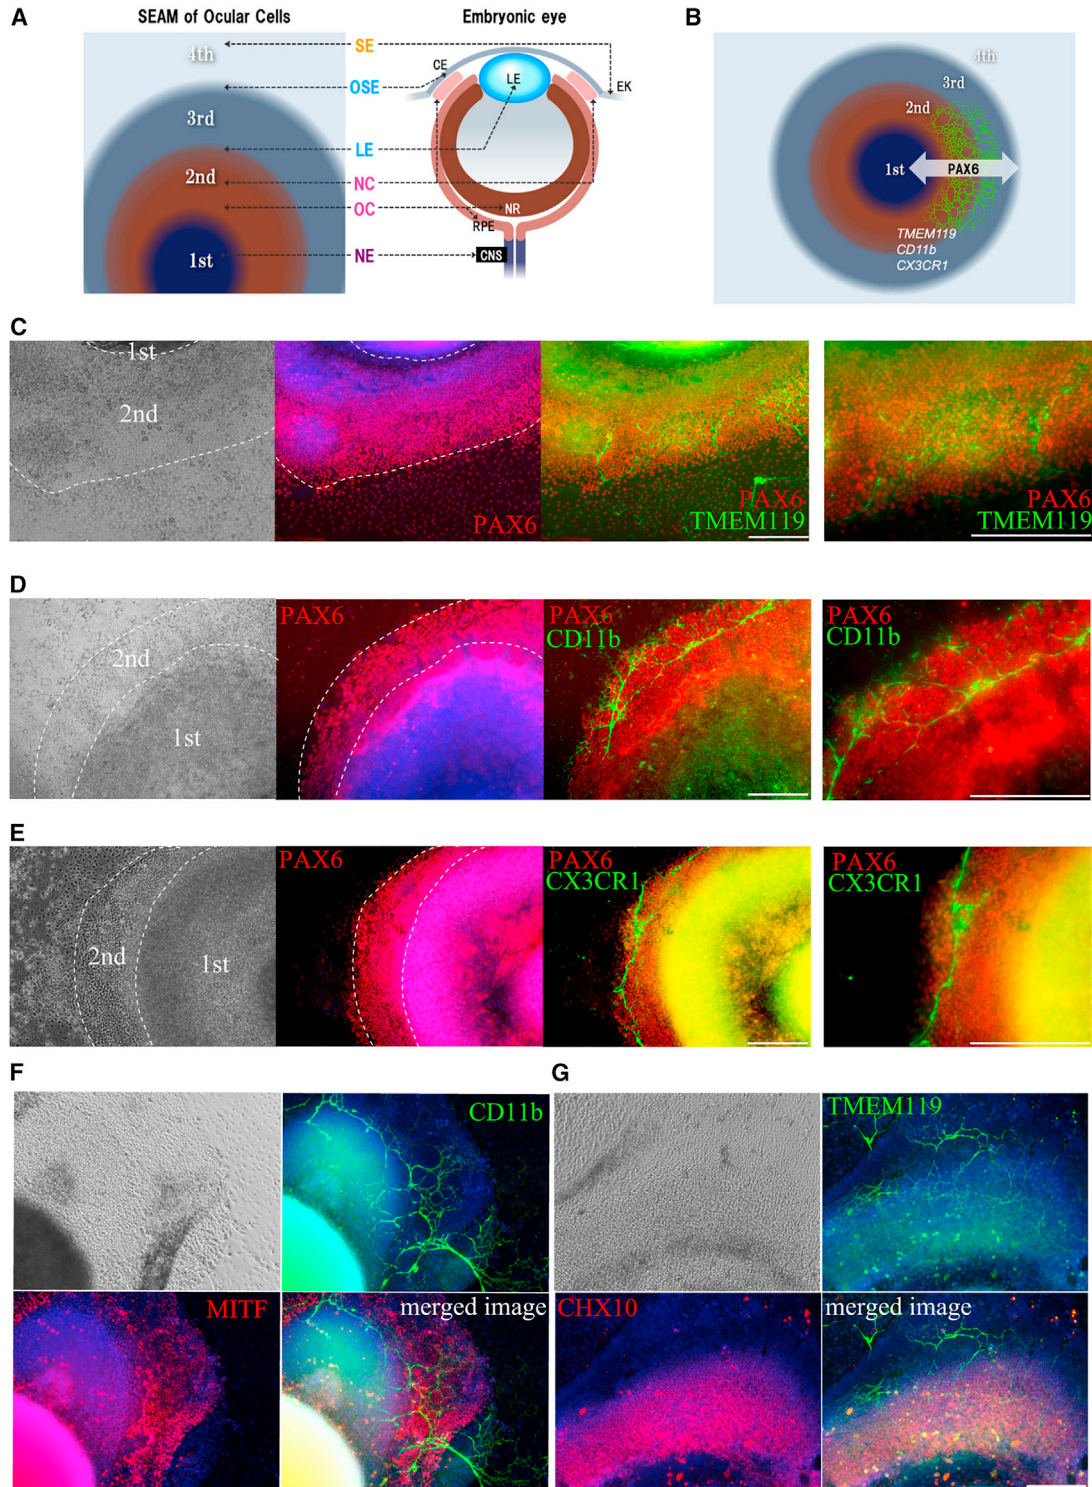 A
SEAM of Ocular Cells
Embryonic eye
B
4th
SE
CE
LE
EK
OSE
3rd
LE
2nd
NC
OC
NR
RPE
1st
NE
CNS
4th
3rd
2nd
1st
PAX6
TMEM119
CD11b
CX3CR1
C
1st
2nd
PAX6
PAX6
TMEM119
PAX6
TMEM119
D
2nd
1st
PAX6
PAX6
CD11b
PAX6
CD11b
E
2nd
1st
PAX6
PAX6
CX3CR1
PAX6
CX3CR1
F
CD11b
MITF
merged image
G
TMEM119
CHX10
merged image